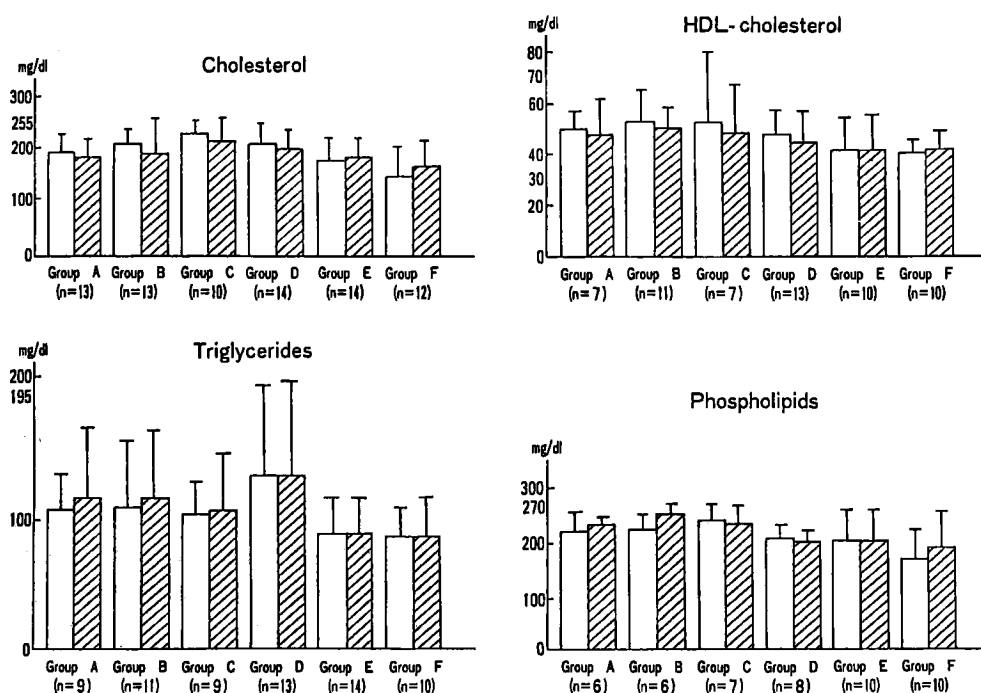 Cholesterol
mg/dl
300
255
200
100
0
Group A Group B Group C Group D Group E Group F
(n=13) (n=13) (n=10) (n=14) (n=14) (n=12)
HDL-cholesterol
mg/dl
80
60
40
20
0
Group A Group B Group C Group D Group E Group F
(n=7) (n=11) (n=7) (n=13) (n=10) (n=10)
Triglycerides
mg/dl
200
195
100
0
Group A Group B Group C Group D Group E Group F
(n=9) (n=11) (n=9) (n=13) (n=14) (n=10)
Phospholipids
mg/dl
300
270
200
100
0
Group A Group B Group C Group D Group E Group F
(n=6) (n=6) (n=7) (n=8) (n=10) (n=10)